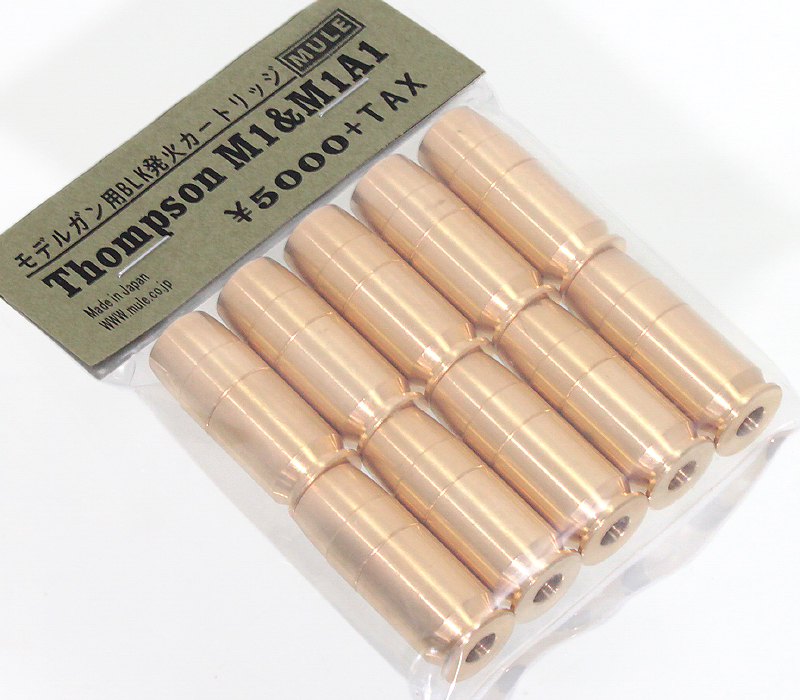 モデルガン用BLK発火カートリッジ MULE
Thompson M1&M1A1
¥5000+TAX
Made in Japan
WWW.mule.co.jp